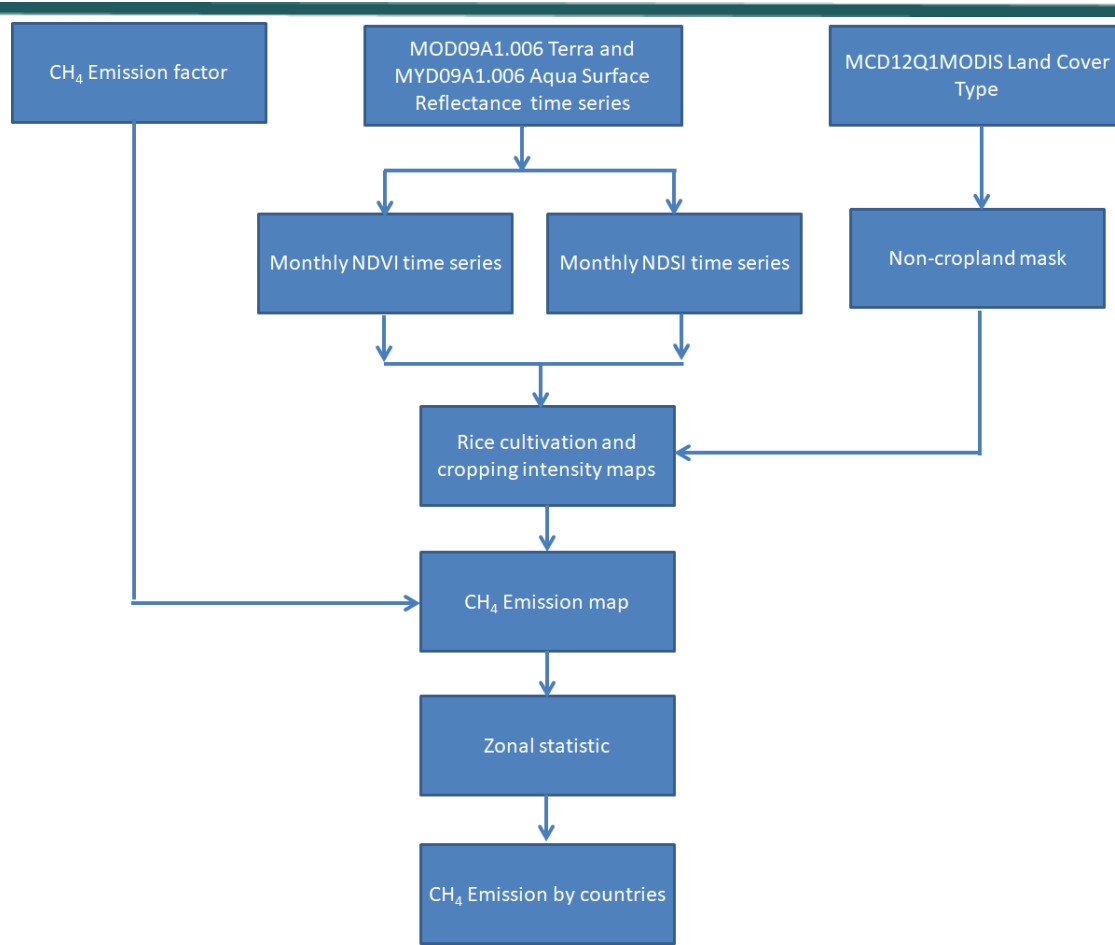 CH₄ Emission factor
MOD09A1.006 Terra and
MYD09A1.006 Aqua Surface
Reflectance time series
MCD12Q1MODIS Land Cover
Type
Monthly NDVI time series
Monthly NDSI time series
Non-cropland mask
Rice cultivation and
cropping intensity maps
CH₄ Emission map
Zonal statistic
CH₄ Emission by countries